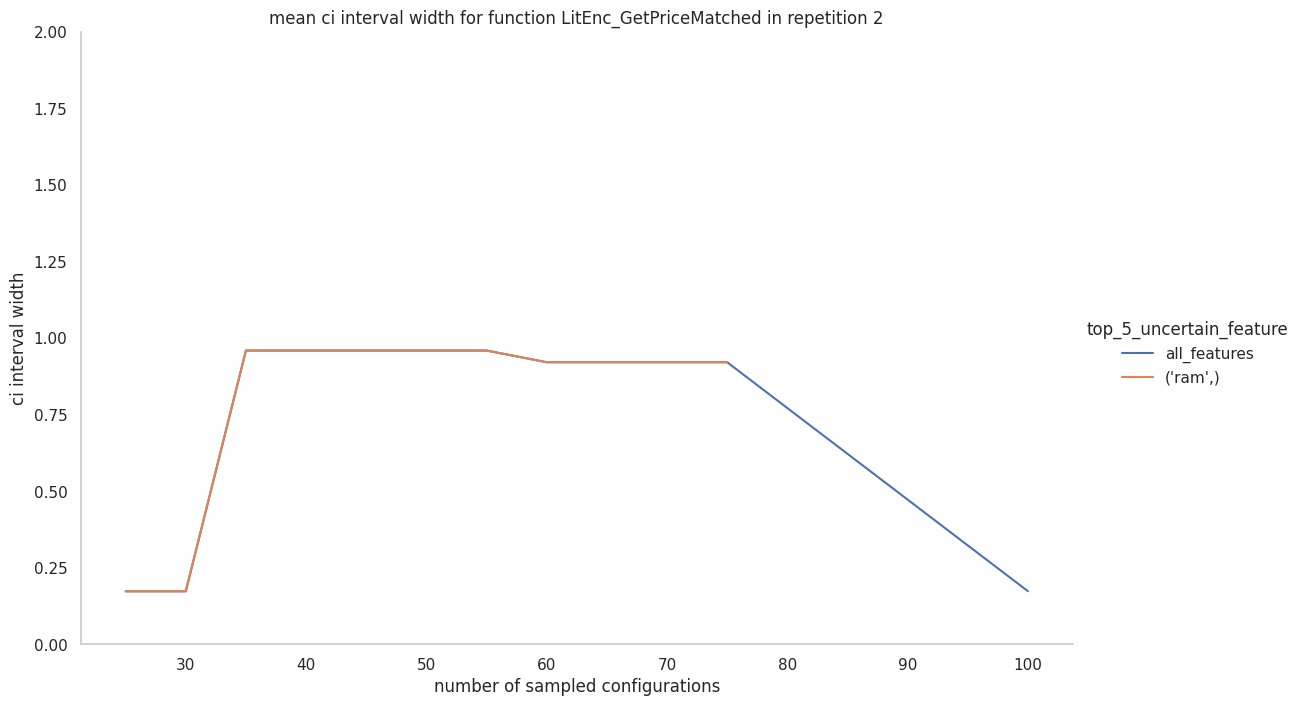 mean ci interval width for function LitEnc_GetPriceMatched in repetition 2
2.00
1.75
1.50
1.25
1.00
0.75
0.50
0.25
0.00
ci interval width
30 40 50 60 70 80 90 100
number of sampled configurations
top_5_uncertain_feature
all_features
('ram',)